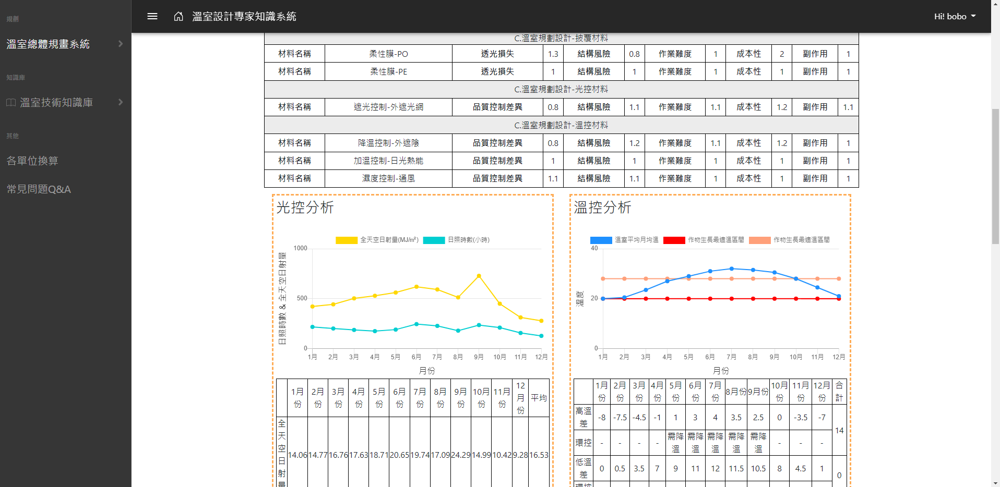 規劃
溫室總體規畫系統
知識庫
溫室技術知識庫
其他
各單位換算
常見問題Q&A
溫室設計專家知識系統
Hi! bobo
C.溫室規劃設計-披覆材料
材料名稱 柔性膜-PO 透光損失 1.3 結構風險 0.8 作業難度 1 成本性 2 副作用 1
材料名稱 柔性膜-PE 透光損失 1 結構風險 1 作業難度 1 成本性 1 副作用 1
C.溫室規劃設計-光控材料
材料名稱 遮光控制-外遮光網 品質控制差異 0.8 結構風險 1.1 作業難度 1.1 成本性 1.2 副作用 1.1
C.溫室規劃設計-溫控材料
材料名稱 降溫控制-外遮陰 品質控制差異 0.8 結構風險 1.2 作業難度 1.1 成本性 1.2 副作用 1
材料名稱 加溫控制-日光熱能 品質控制差異 1 結構風險 1 作業難度 1 成本性 1 副作用 1
材料名稱 濕度控制-通風 品質控制差異 1.1 結構風險 1.1 作業難度 1 成本性 1 副作用 1
光控分析
全天空日射量(MJ/㎡) 日照時數(小時)
日照時數 & 全天空日射量
1000
500
0
1月 2月 3月 4月 5月 6月 7月 8月 9月 10月 11月 12月
月份
1月份 2月份 3月份 4月份 5月份 6月份 7月份 8月份 9月份 10月份 11月份 12月份 平均
全天空日射量 14.06 14.77 16.76 17.63 18.71 20.65 19.74 17.09 24.29 14.99 10.42 9.28 16.53
溫控分析
溫室平均月均溫 作物生長最適溫區間 作物生長最適溫區間
溫度
40
20
0
1月 2月 3月 4月 5月 6月 7月 8月 9月 10月 11月 12月
月份
1月份 2月份 3月份 4月份 5月份 6月份 7月份 8月份 9月份 10月份 11月份 12月份 合計
高溫差 -8 -7.5 -4.5 -1 1 3 4 3.5 2.5 0 -3.5 -7 14
環控 - - - - 需降溫 需降溫 需降溫 需降溫 需降溫 - - -
低溫差 0 0.5 3.5 7 9 11 12 11.5 10.5 8 4.5 1 0
環控